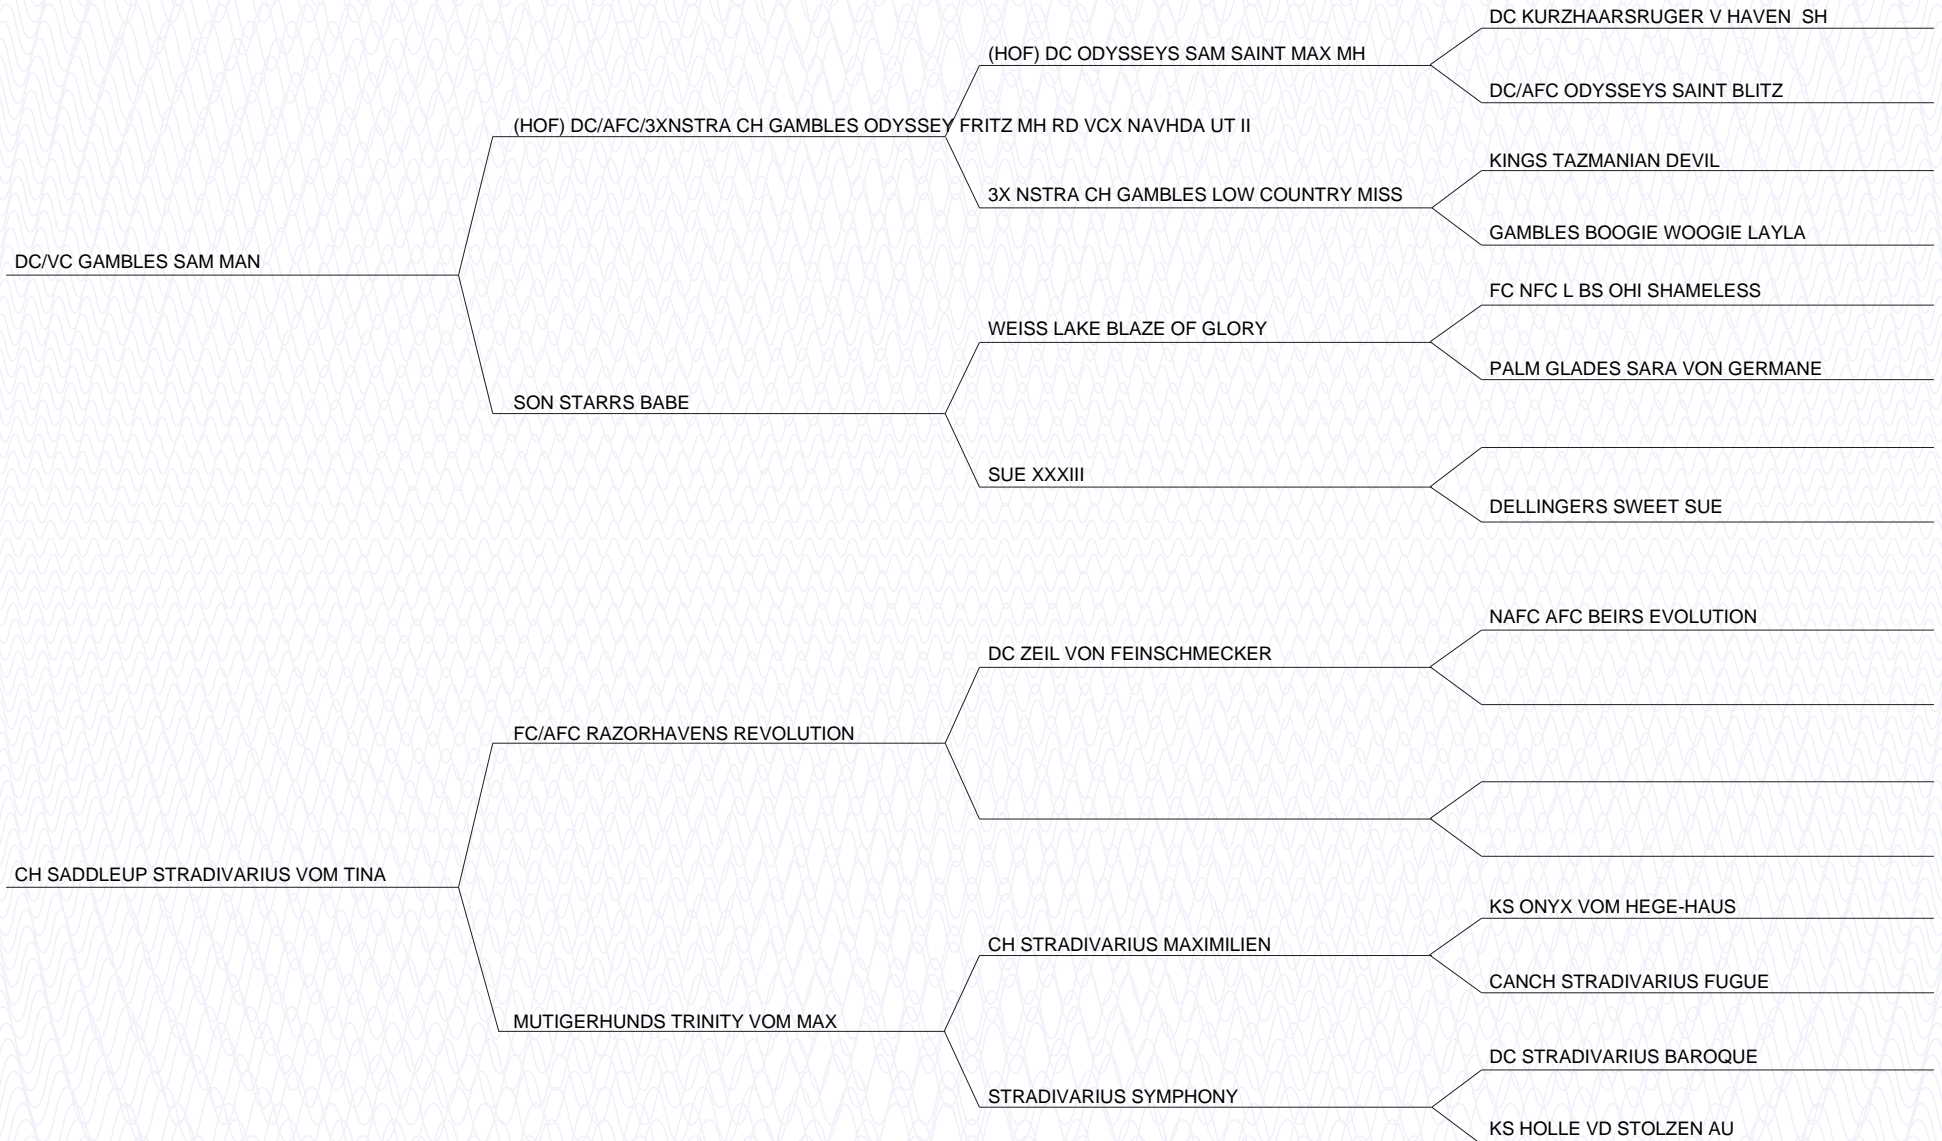 DC KURZHAARSRUGER V HAVEN  SH
(HOF) DC ODYSSEYS SAM SAINT MAX MH
DC/AFC ODYSSEYS SAINT BLITZ
(HOF) DC/AFC/3XNSTRA CH GAMBLES ODYSSEY FRITZ MH RD VCX NAVHDA UT II
KINGS TAZMANIAN DEVIL
3X NSTRA CH GAMBLES LOW COUNTRY MISS
GAMBLES BOOGIE WOOGIE LAYLA
DC/VC GAMBLES SAM MAN
FC NFC L BS OHI SHAMELESS
WEISS LAKE BLAZE OF GLORY
PALM GLADES SARA VON GERMANE
SON STARRS BABE
SUE XXXIII
DELLINGERS SWEET SUE
NAFC AFC BEIRS EVOLUTION
DC ZEIL VON FEINSCHMECKER
FC/AFC RAZORHAVENS REVOLUTION
CH SADDLEUP STRADIVARIUS VOM TINA
KS ONYX VOM HEGE-HAUS
CH STRADIVARIUS MAXIMILIEN
CANCH STRADIVARIUS FUGUE
MUTIGERHUNDS TRINITY VOM MAX
DC STRADIVARIUS BAROQUE
STRADIVARIUS SYMPHONY
KS HOLLE VD STOLZEN AU